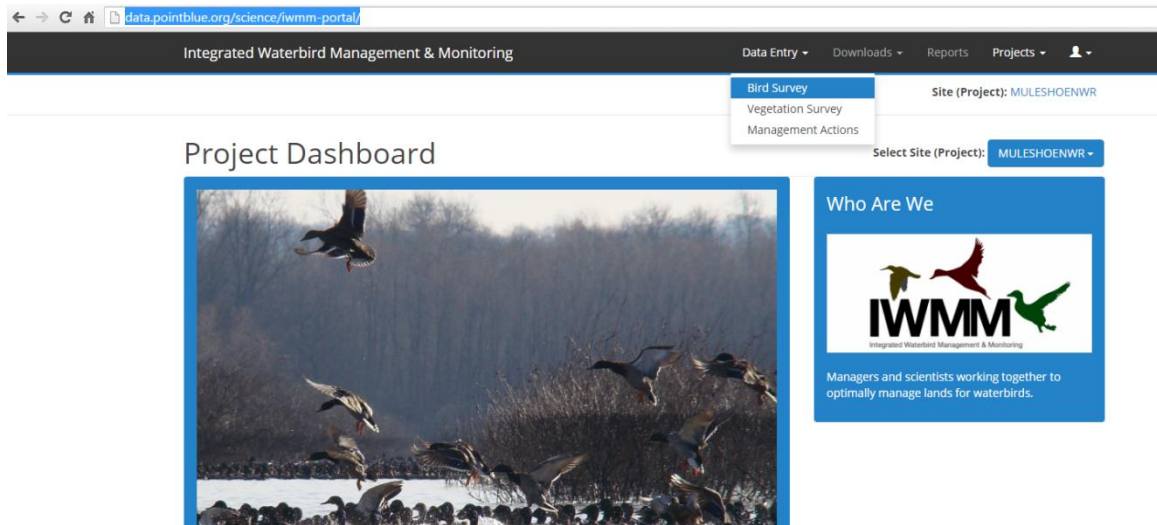 data.pointblue.org/science/iwmm-portal/
Integrated Waterbird Management & Monitoring
Data Entry Downloads Reports Projects
Bird Survey
Vegetation Survey
Management Actions
Site (Project): MULESHOENWR
Project Dashboard
Select Site (Project): MULESHOENWR
Who Are We
IWMM
Integrated Waterbird Management & Monitoring
Managers and scientists working together to
optimally manage lands for waterbirds.